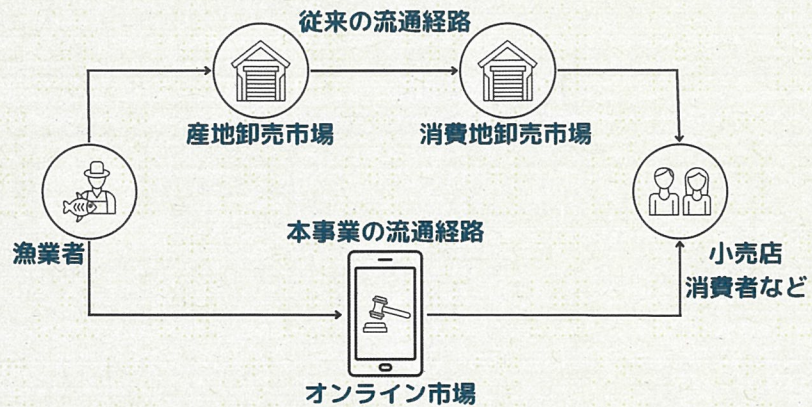 従来の流通経路
産地卸売市場
消費地卸売市場
漁業者
本事業の流通経路
小売店
消費者など
オンライン市場